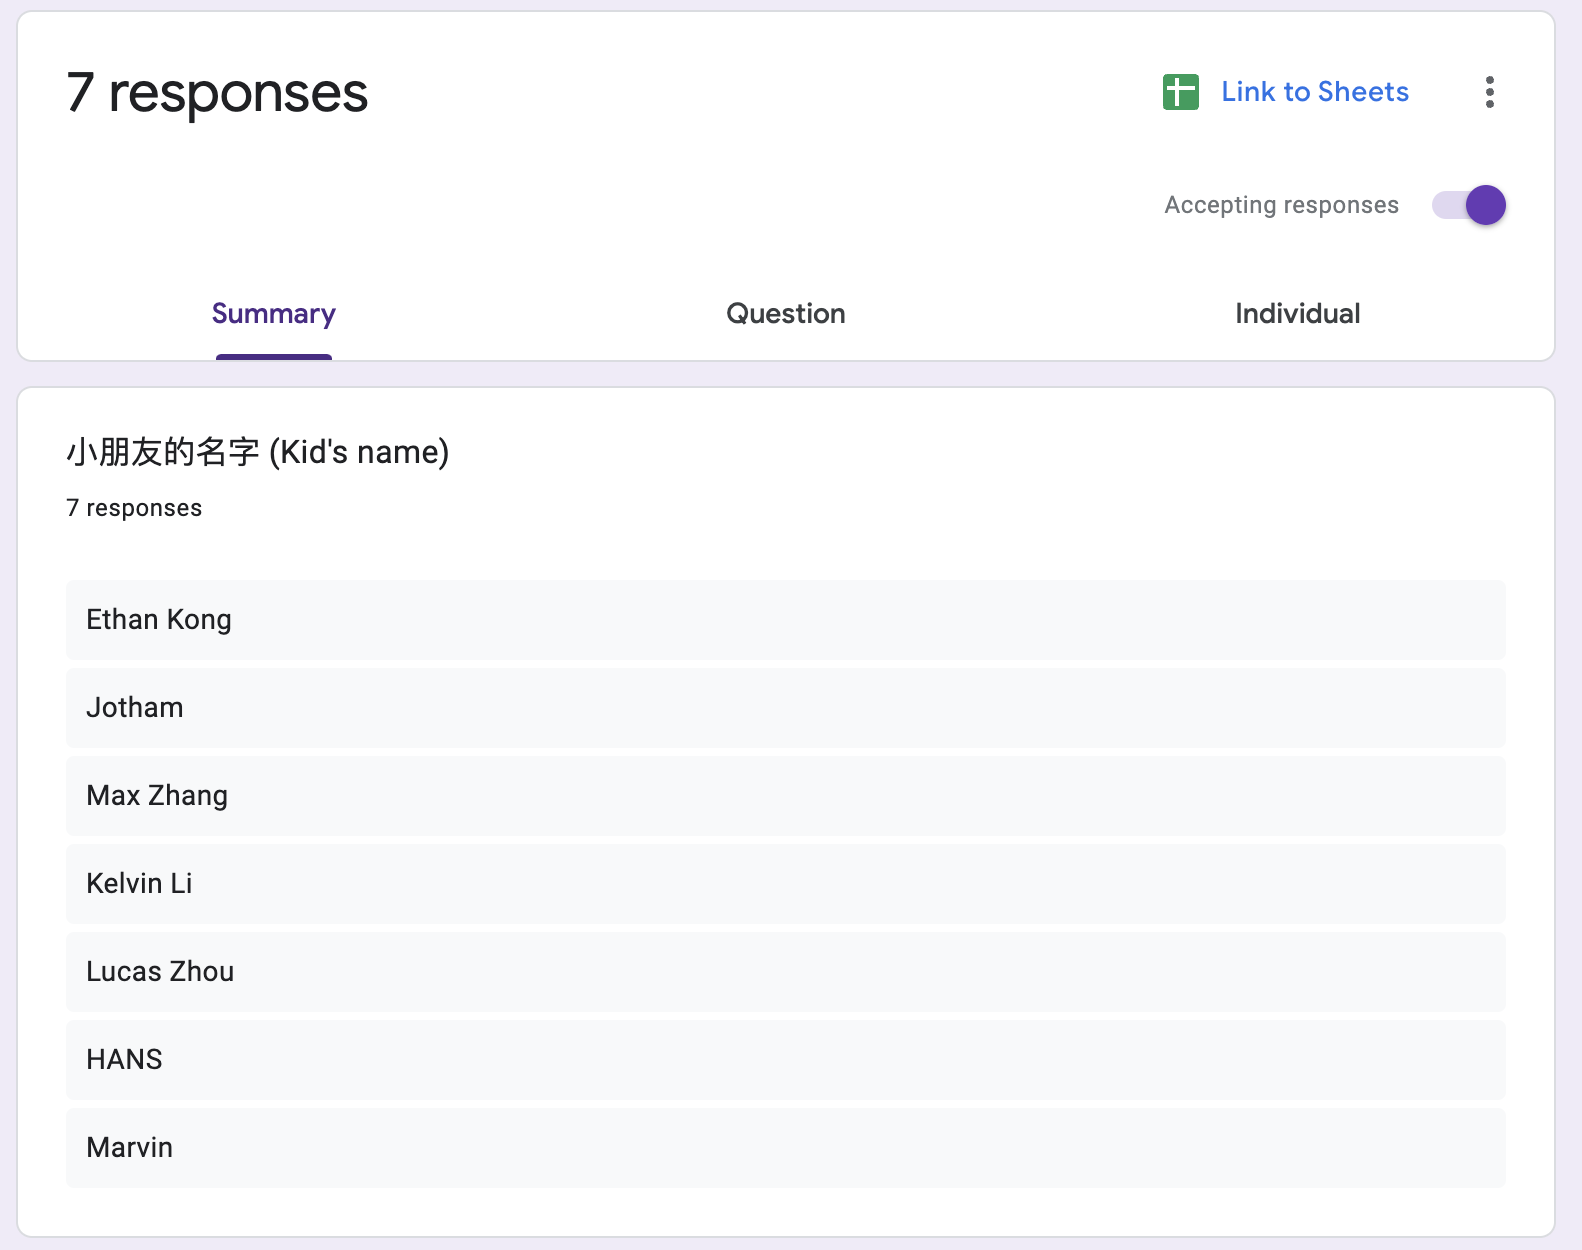 7 responses
Link to Sheets
Accepting responses
Summary
Question
Individual
小朋友的名字 (Kid's name)
7 responses
Ethan Kong
Jotham
Max Zhang
Kelvin Li
Lucas Zhou
HANS
Marvin